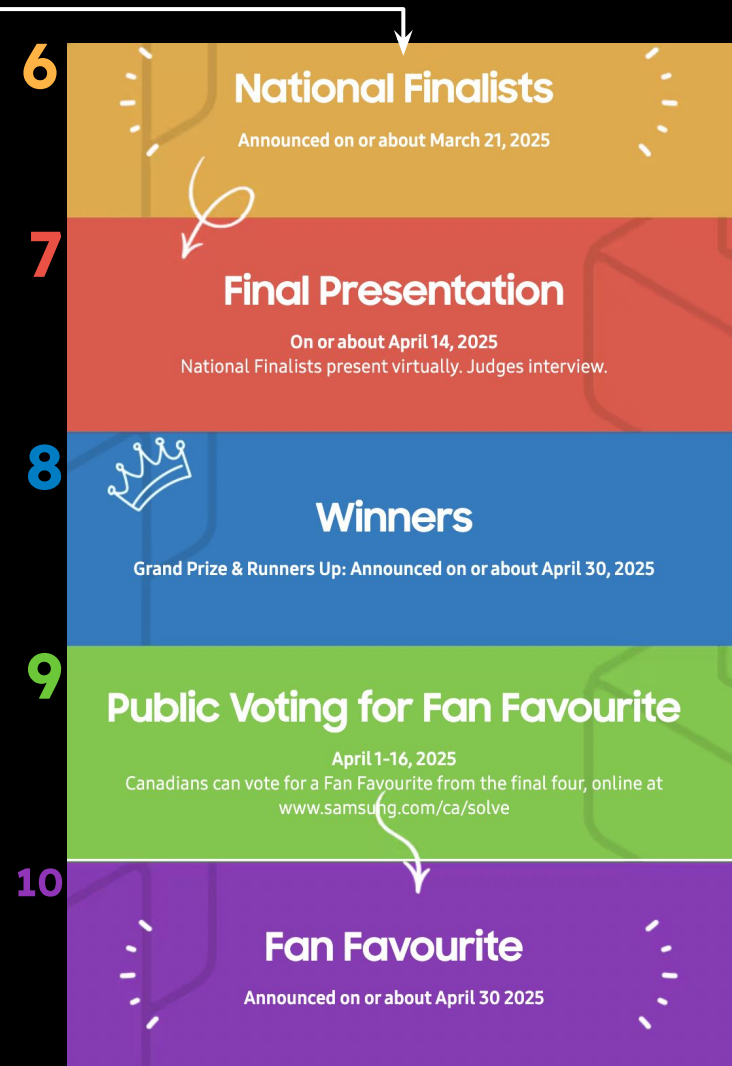 6
National Finalists
Announced on or about March 21, 2025
7
Final Presentation
On or about April 14, 2025
National Finalists present virtually. Judges interview.
8
Winners
Grand Prize & Runners Up: Announced on or about April 30, 2025
9
Public Voting for Fan Favourite
April 1-16, 2025
Canadians can vote for a Fan Favourite from the final four, online at
www.samsung.com/ca/solve
10
Fan Favourite
Announced on or about April 30 2025